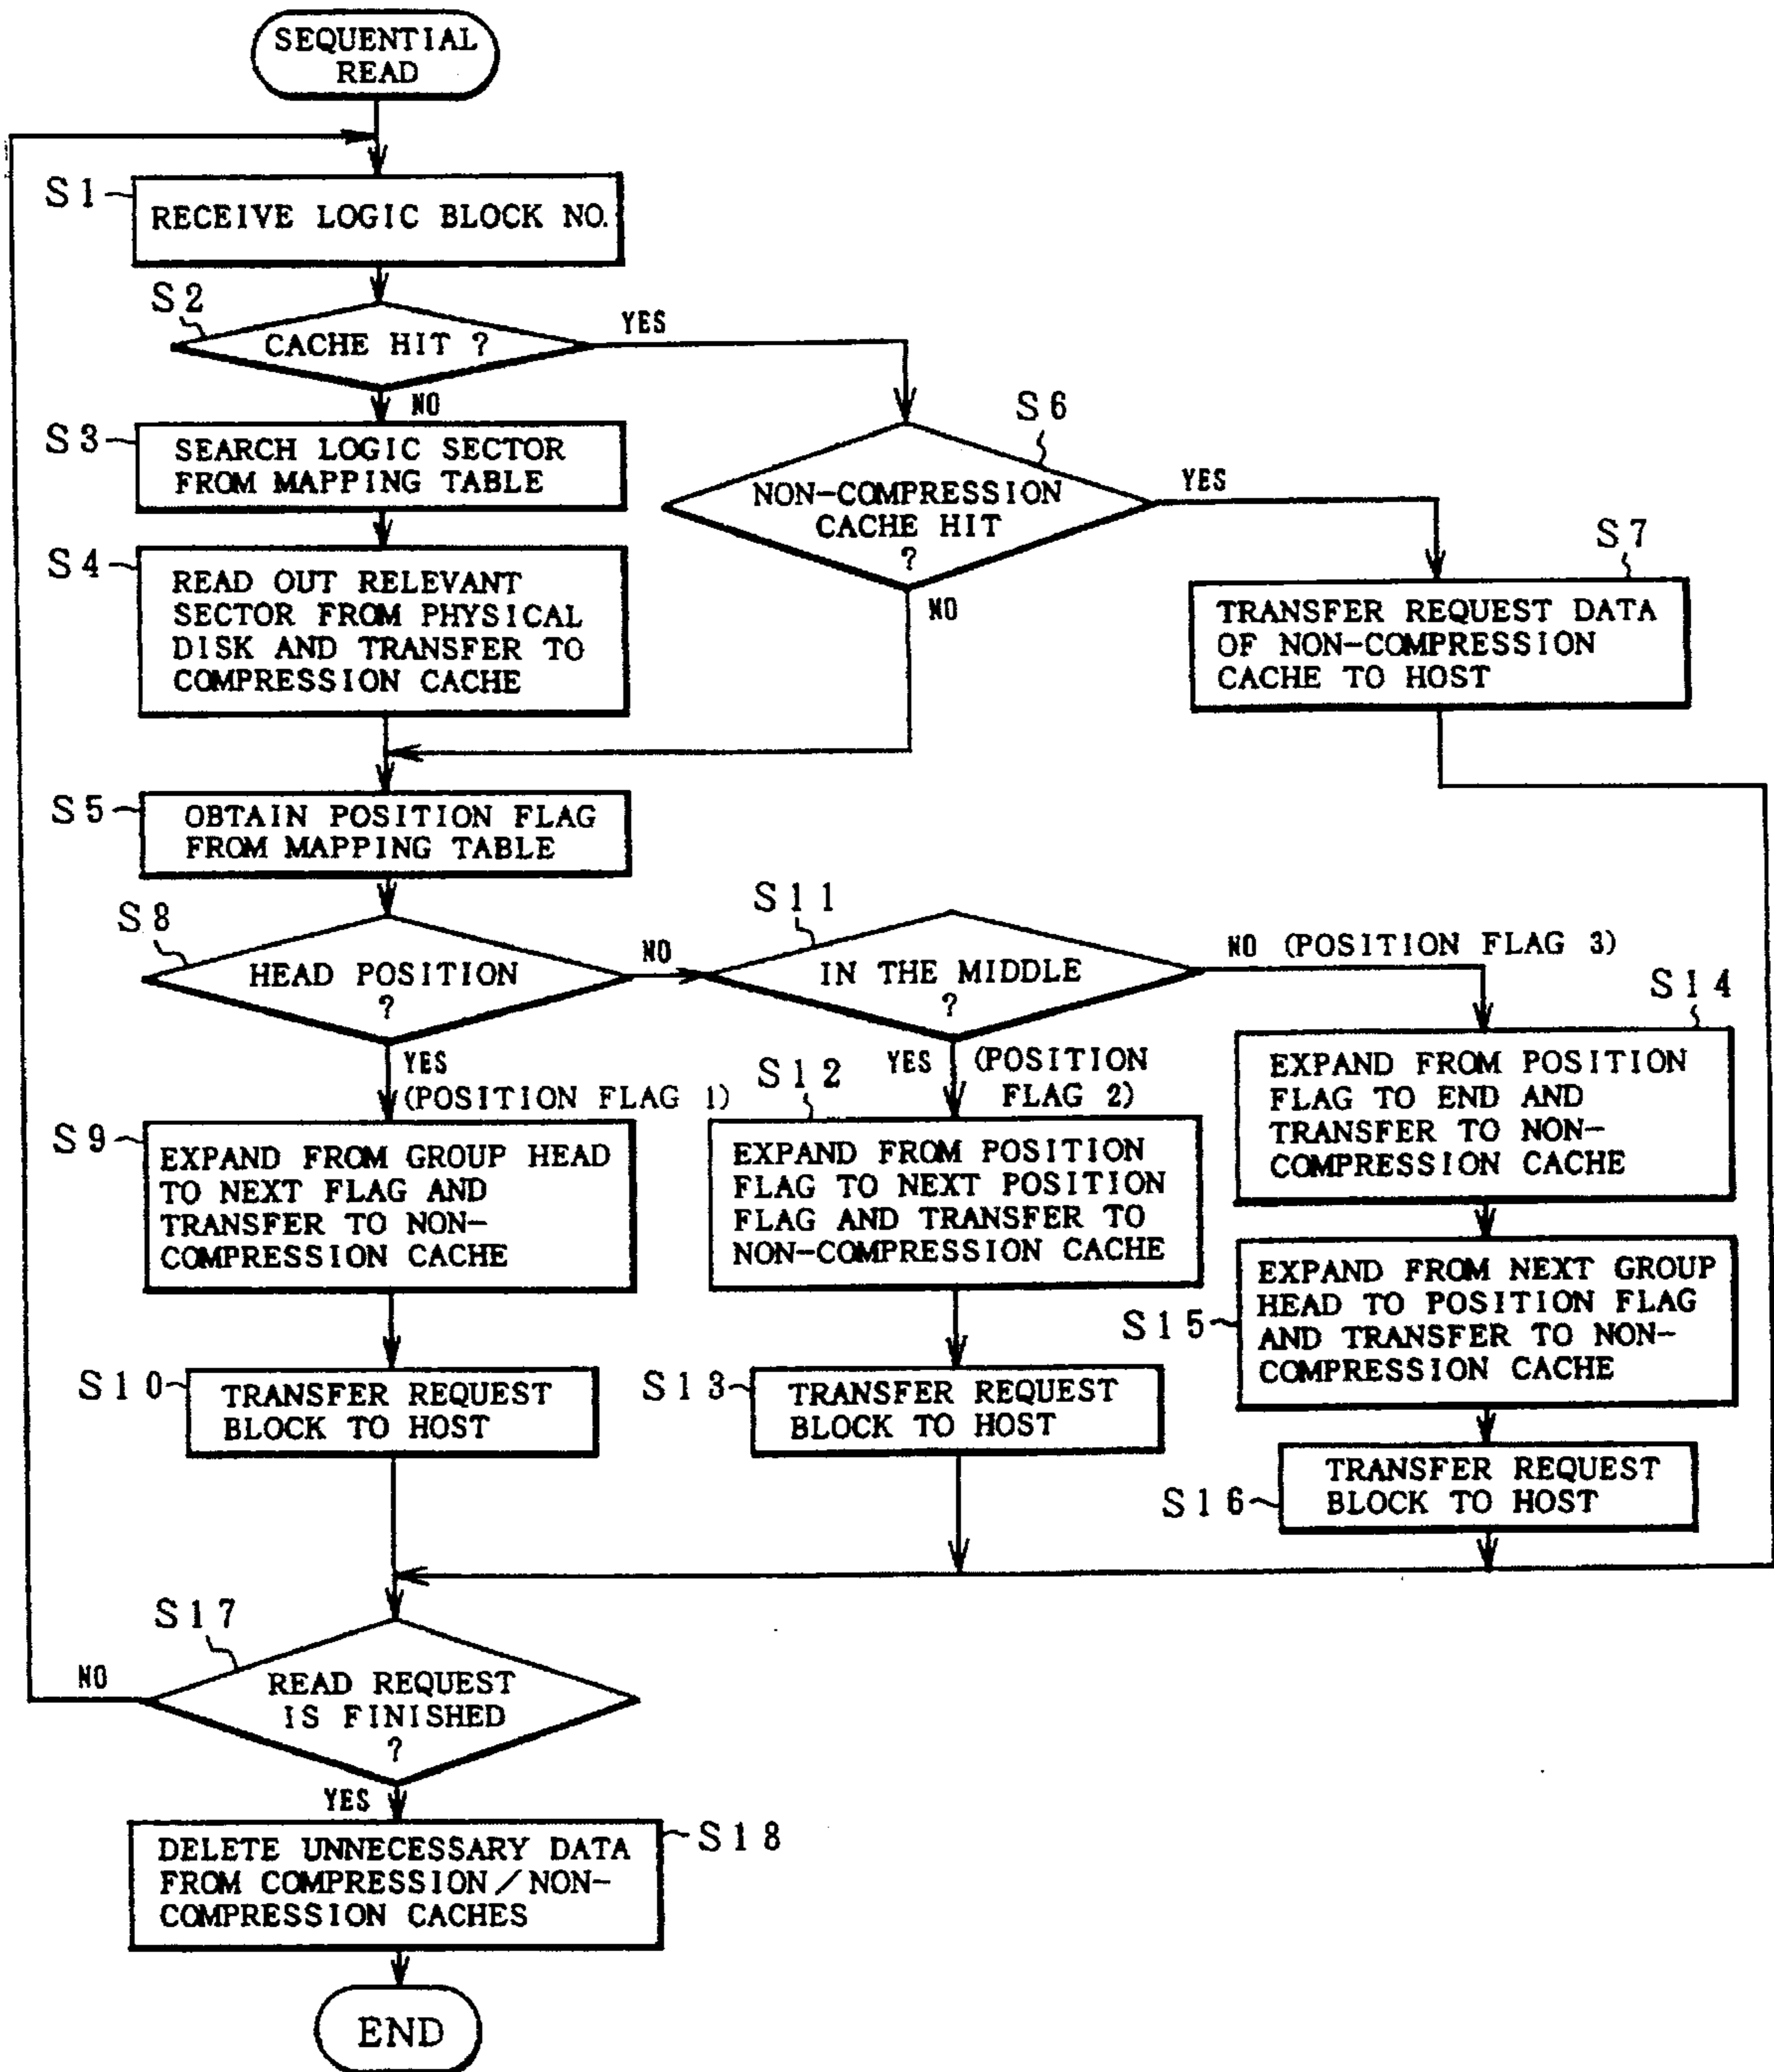 SEQUENTIAL
READ
S1
RECEIVE LOGIC BLOCK NO.
S2
CACHE HIT ?
YES
NO
S3
SEARCH LOGIC SECTOR
FROM MAPPING TABLE
S6
NON-COMPRESSION
CACHE HIT
?
YES
NO
S4
READ OUT RELEVANT
SECTOR FROM PHYSICAL
DISK AND TRANSFER TO
COMPRESSION CACHE
S7
TRANSFER REQUEST DATA
OF NON-COMPRESSION
CACHE TO HOST
S5
OBTAIN POSITION FLAG
FROM MAPPING TABLE
S8
HEAD POSITION
?
NO
YES
(POSITION FLAG 1)
S11
IN THE MIDDLE
?
NO (POSITION FLAG 3)
YES (POSITION
FLAG 2)
S9
EXPAND FROM GROUP HEAD
TO NEXT FLAG AND
TRANSFER TO NON-
COMPRESSION CACHE
S12
EXPAND FROM POSITION
FLAG TO NEXT POSITION
FLAG AND TRANSFER TO
NON-COMPRESSION CACHE
S14
EXPAND FROM POSITION
FLAG TO END AND
TRANSFER TO NON-
COMPRESSION CACHE
S15
EXPAND FROM NEXT GROUP
HEAD TO POSITION FLAG
AND TRANSFER TO NON-
COMPRESSION CACHE
S10
TRANSFER REQUEST
BLOCK TO HOST
S13
TRANSFER REQUEST
BLOCK TO HOST
S16
TRANSFER REQUEST
BLOCK TO HOST
S17
READ REQUEST
IS FINISHED
?
NO
YES
S18
DELETE UNNECESSARY DATA
FROM COMPRESSION/NON-
COMPRESSION CACHES
END